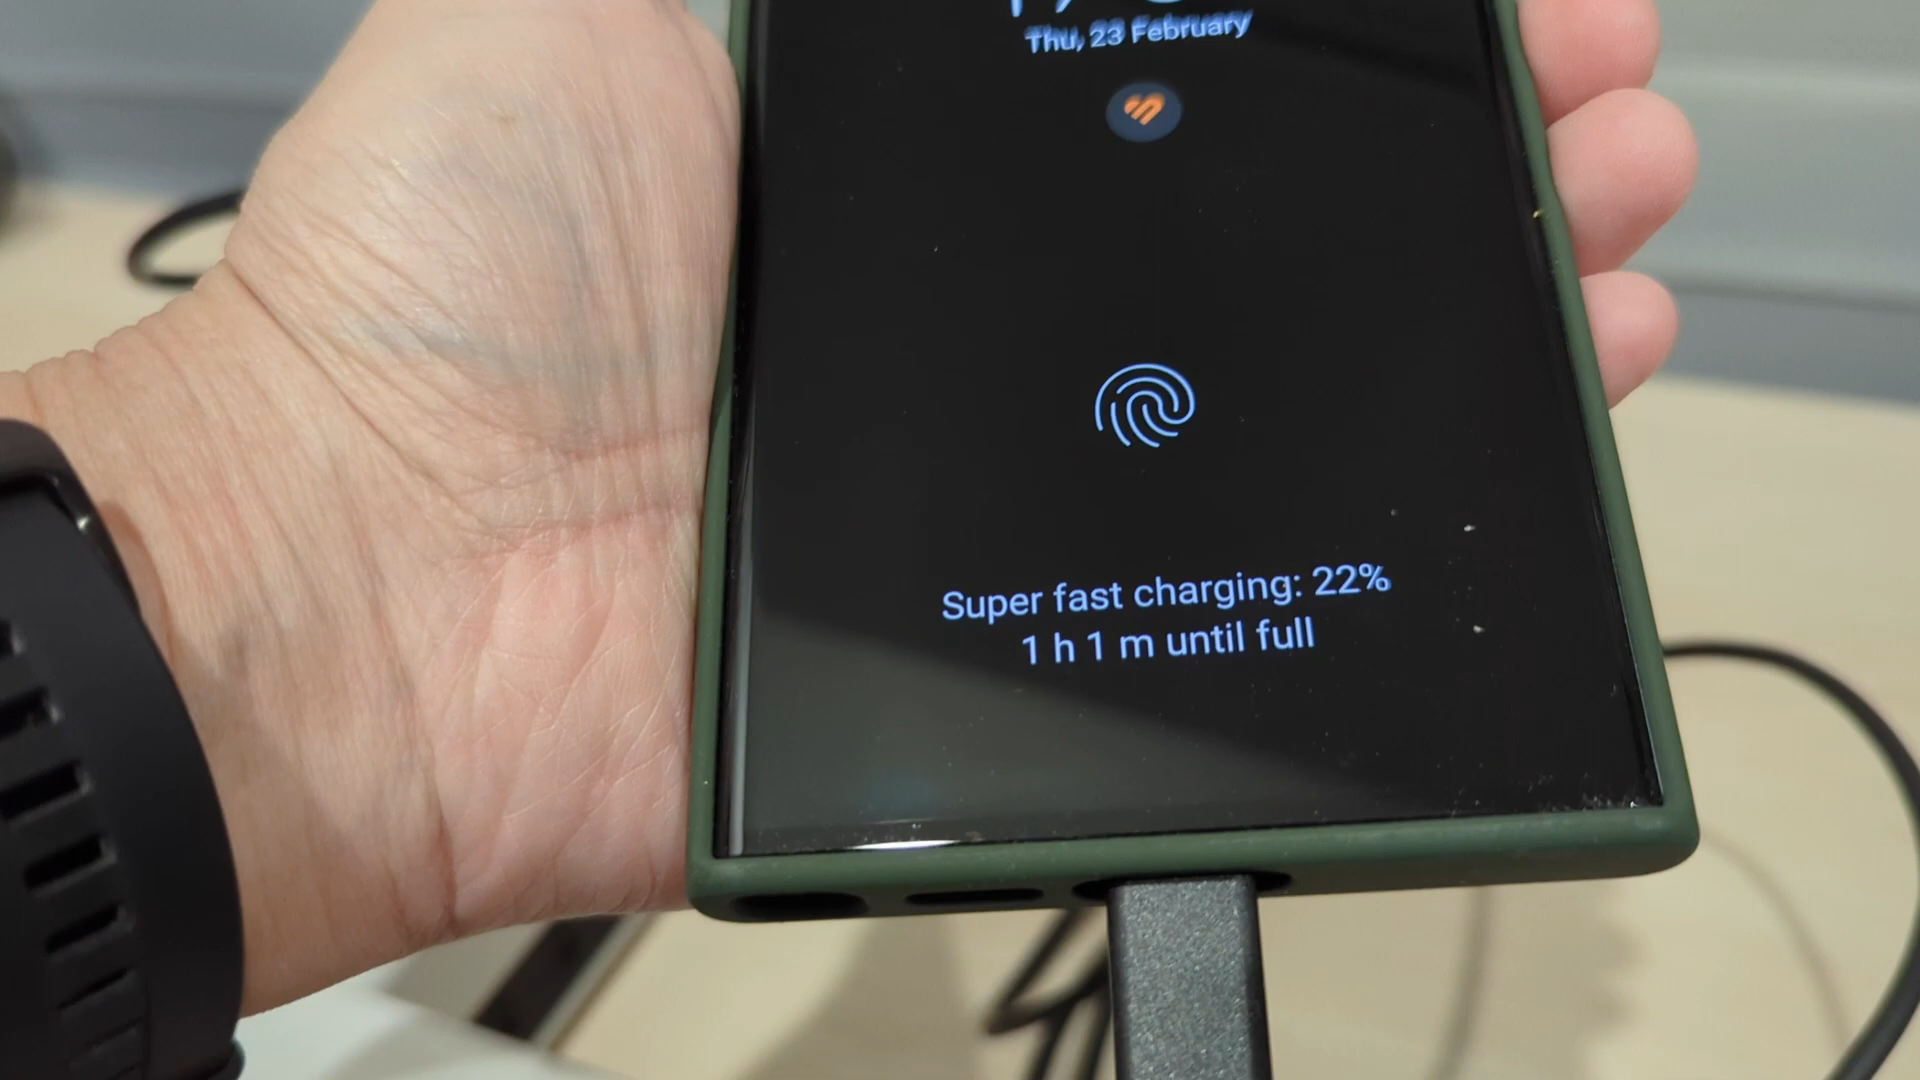 Thu, 23 February
Super fast charging: 22%
1 h 1 m until full